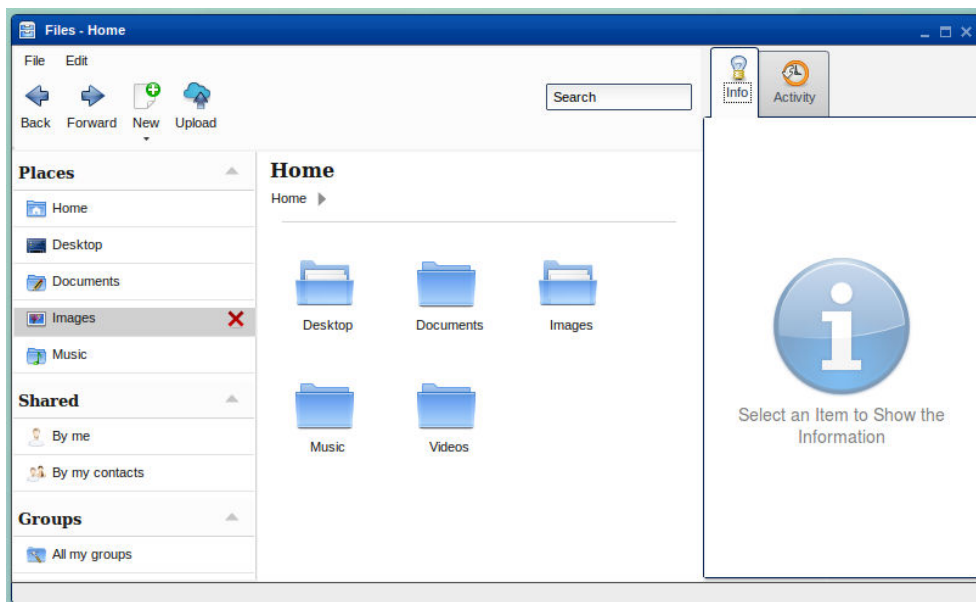 Files - Home
File Edit
Back Forward New Upload
Search
Info
Activity
Places
Home
Desktop
Documents
Images
Music
Shared
By me
By my contacts
Groups
All my groups
Home
Home
Desktop Documents Images
Music Videos
Select an Item to Show the
Information